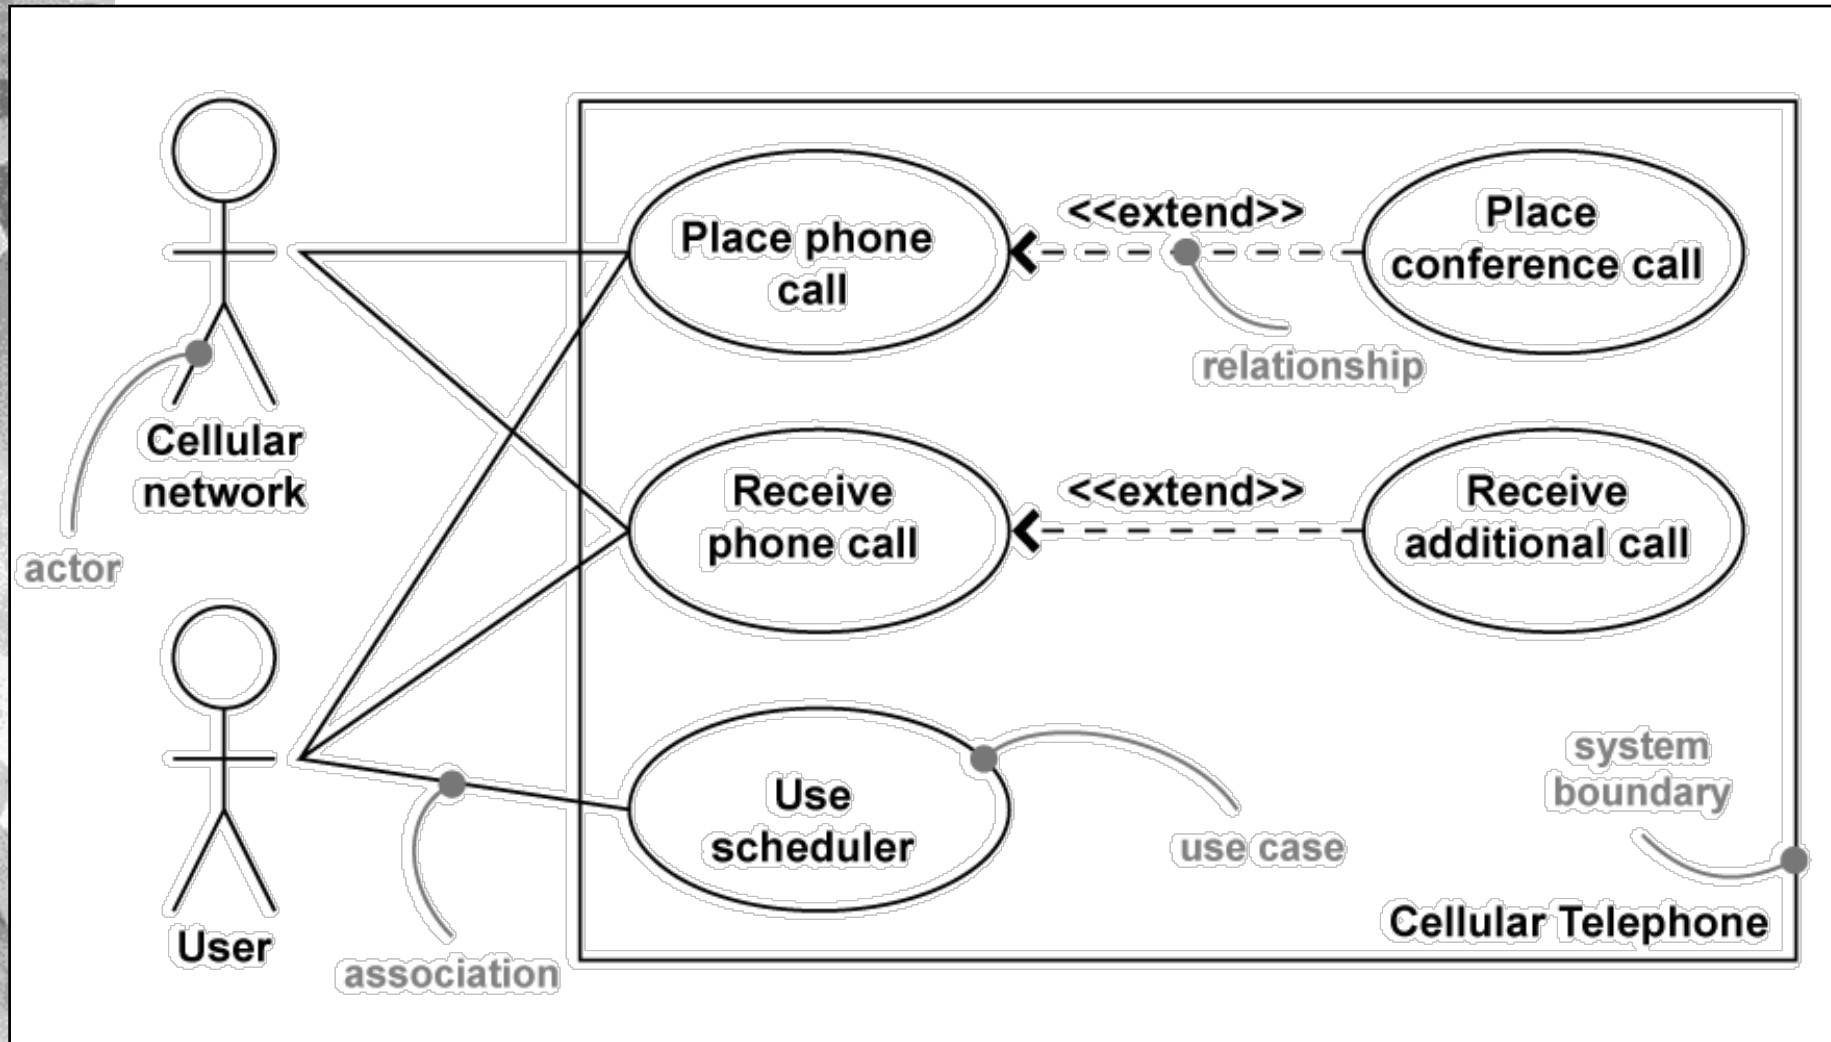 Cellular
network
actor
User
association
Place phone
call
<<extend>>
Place
conference call
relationship
Receive
phone call
<<extend>>
Receive
additional call
Use
scheduler
use case
system
boundary
Cellular Telephone